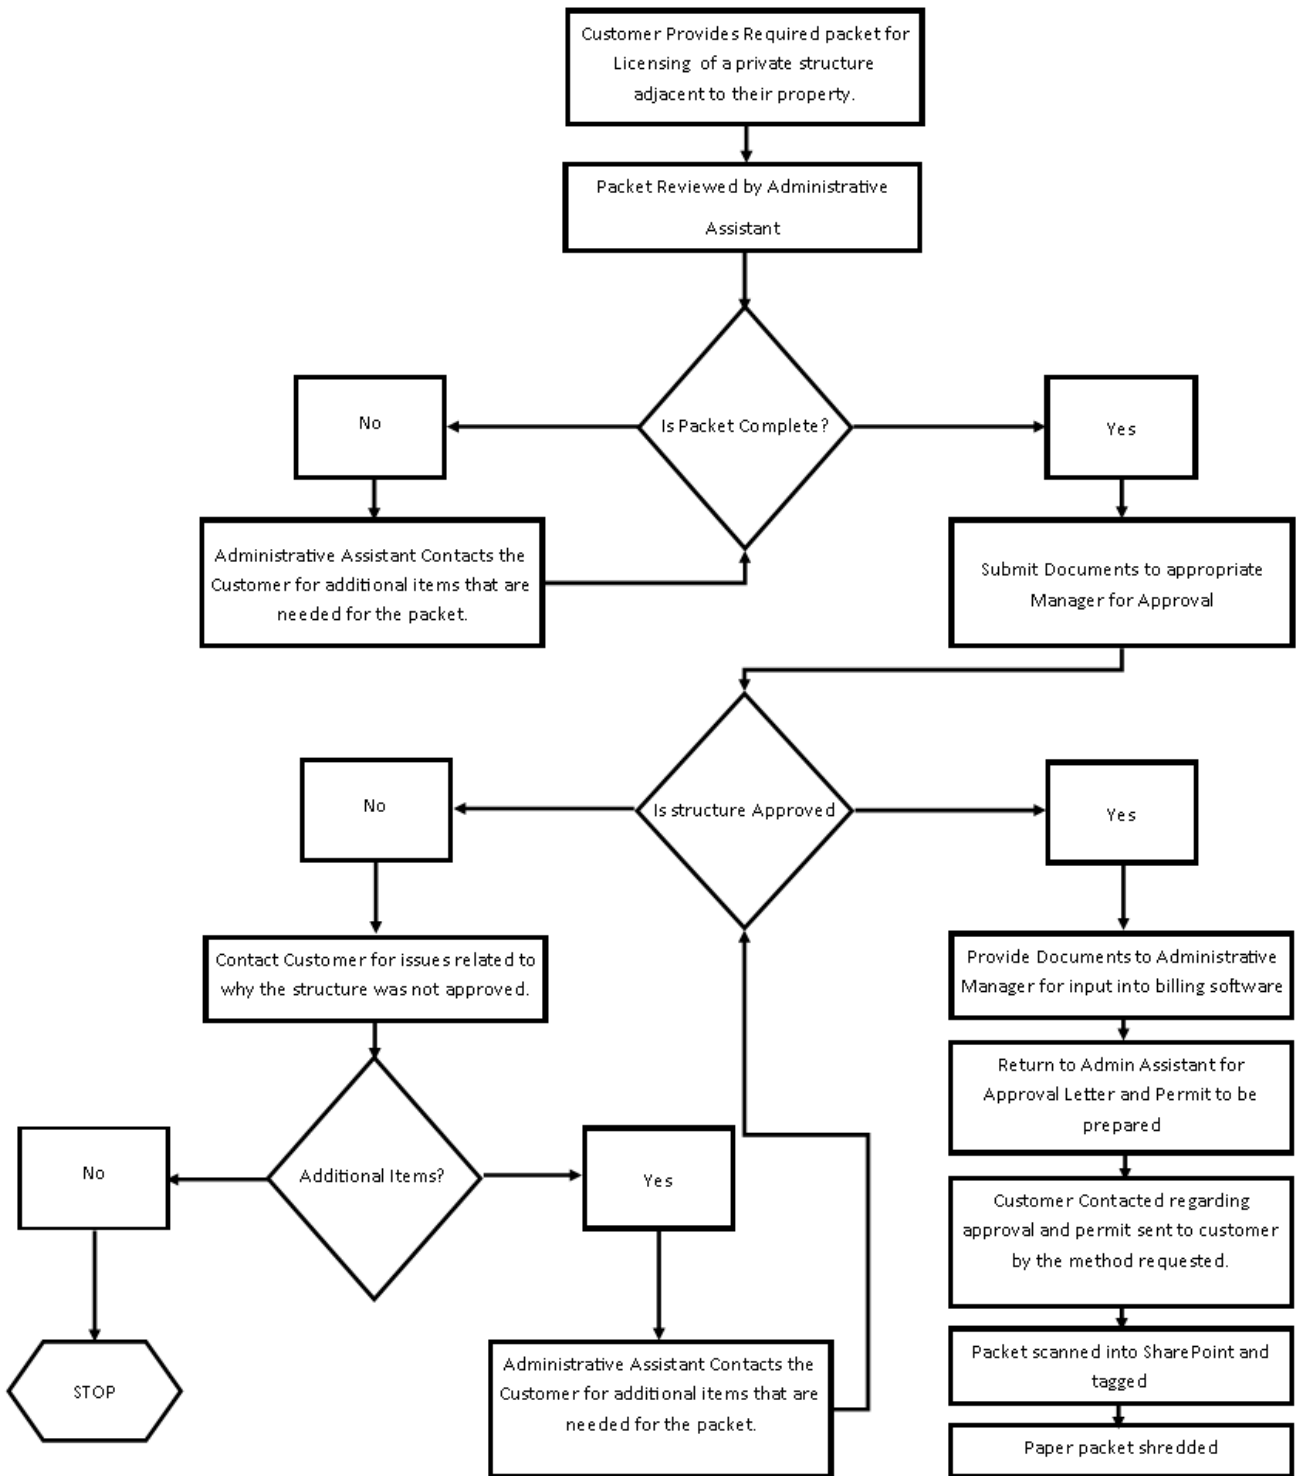 Customer Provides Required packet for
Licensing of a private structure
adjacent to their property.
Packet Reviewed by Administrative
Assistant
Is Packet Complete?
No
Yes
Administrative Assistant Contacts the
Customer for additional items that are
needed for the packet.
Submit Documents to appropriate
Manager for Approval
Is structure Approved
No
Yes
Contact Customer for issues related to
why the structure was not approved.
Provide Documents to Administrative
Manager for input into billing software
Return to Admin Assistant for
Approval Letter and Permit to be
prepared
Additional Items?
No
Yes
Customer Contacted regarding
approval and permit sent to customer
by the method requested.
STOP
Administrative Assistant Contacts the
Customer for additional items that are
needed for the packet.
Packet scanned into SharePoint and
tagged
Paper packet shredded